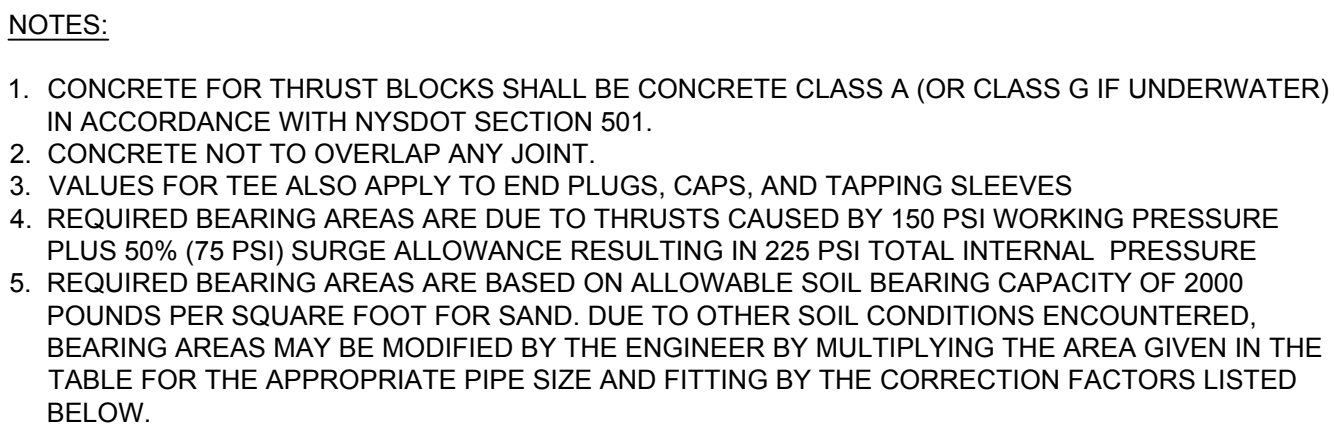 NOTES:
1. CONCRETE FOR THRUST BLOCKS SHALL BE CONCRETE CLASS A (OR CLASS G IF UNDERWATER)
IN ACCORDANCE WITH NYSDOT SECTION 501.
2. CONCRETE NOT TO OVERLAP ANY JOINT.
3. VALUES FOR TEE ALSO APPLY TO END PLUGS, CAPS, AND TAPPING SLEEVES
4. REQUIRED BEARING AREAS ARE DUE TO THRUSTS CAUSED BY 150 PSI WORKING PRESSURE
PLUS 50% (75 PSI) SURGE ALLOWANCE RESULTING IN 225 PSI TOTAL INTERNAL PRESSURE
5. REQUIRED BEARING AREAS ARE BASED ON ALLOWABLE SOIL BEARING CAPACITY OF 2000
POUNDS PER SQUARE FOOT FOR SAND. DUE TO OTHER SOIL CONDITIONS ENCOUNTERED,
BEARING AREAS MAY BE MODIFIED BY THE ENGINEER BY MULTIPLYING THE AREA GIVEN IN THE
TABLE FOR THE APPROPRIATE PIPE SIZE AND FITTING BY THE CORRECTION FACTORS LISTED
BELOW.